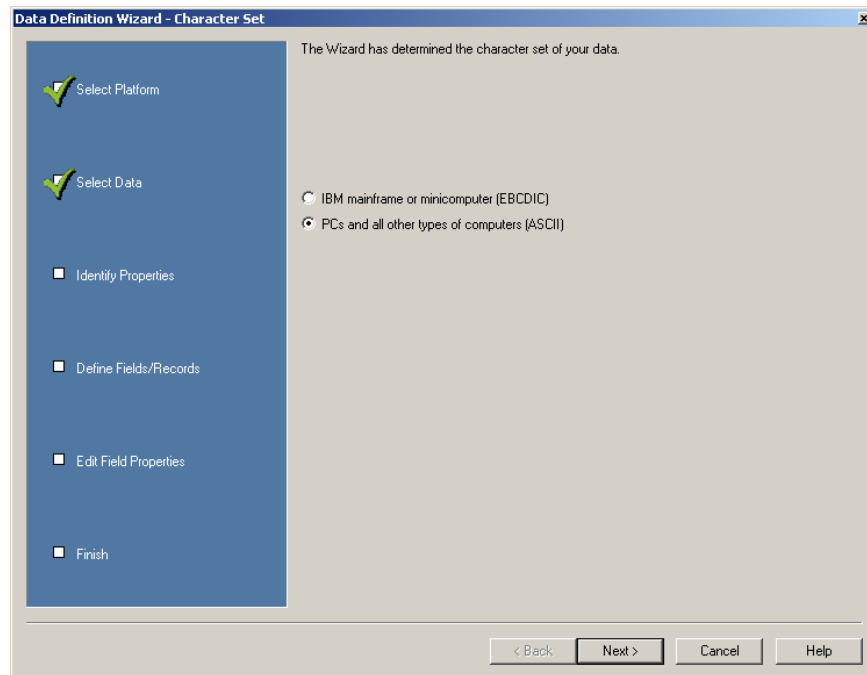 Data Definition Wizard - Character Set
The Wizard has determined the character set of your data.
Select Platform
Select Data
IBM mainframe or minicomputer (EBCDIC)
PCs and all other types of computers (ASCII)
Identify Properties
Define Fields/Records
Edit Field Properties
Finish
< Back
Next >
Cancel
Help